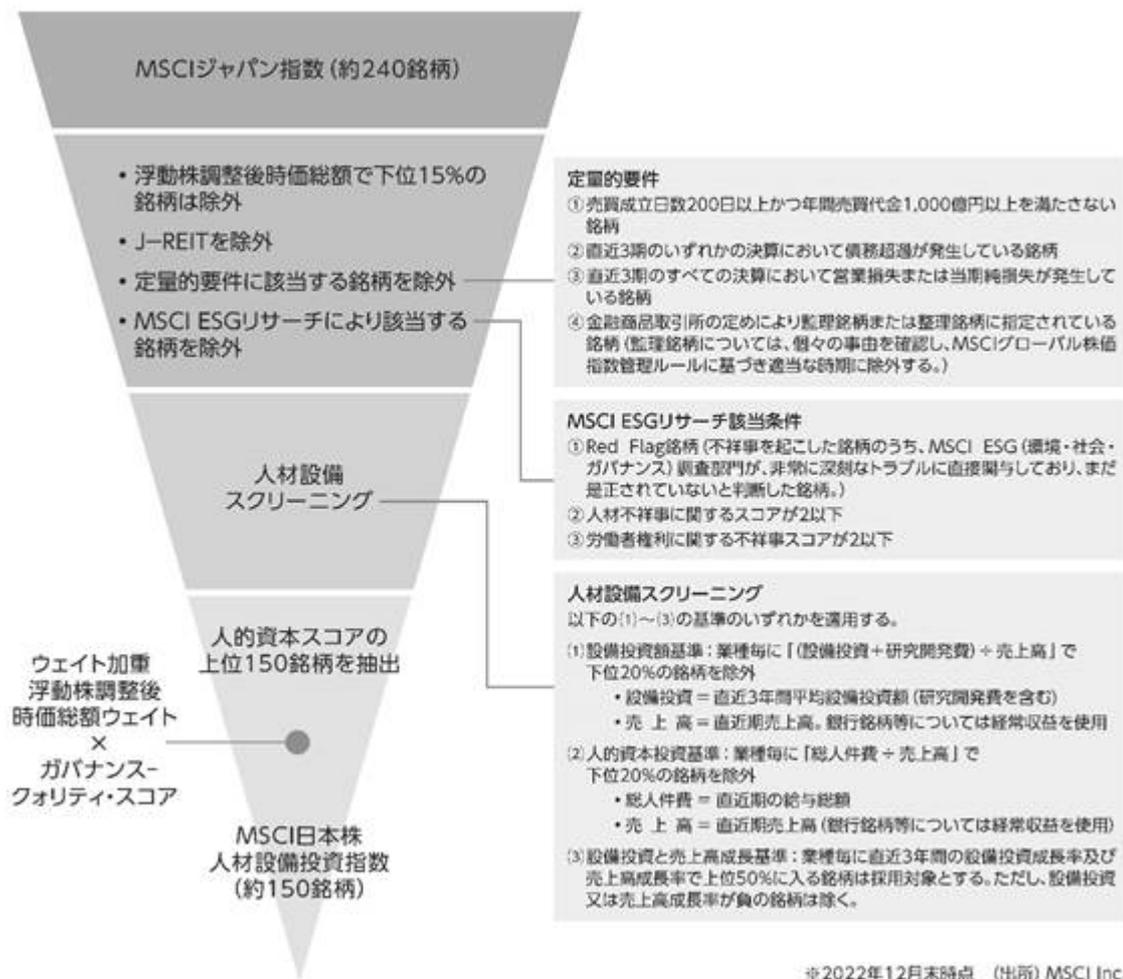 MSCIジャパン指数（約240銘柄）
・浮動株調整後時価総額で下位15%の
銘柄は除外
・J−REITを除外
・定量的要件に該当する銘柄を除外
・MSCI ESGリサーチにより該当する
銘柄を除外
定量的要件
①売買成立日数200日以上かつ年間売買代金1,000億円以上を満たさない
銘柄
②直近3期のいずれかの決算において債務超過が発生している銘柄
③直近3期のすべての決算において営業損失または当期純損失が発生して
いる銘柄
④金融商品取引所の定めにより監理銘柄または整理銘柄に指定されている
銘柄（監理銘柄については、個々の事由を確認し、MSCIグローバル株価
指数管理ルールに基づき適当な時期に除外する。）
MSCI ESGリサーチ該当条件
①Red Flag銘柄（不祥事を起こした銘柄のうち、MSCI ESG（環境・社会・
ガバナンス）調査部門が、非常に深刻なトラブルに直接関与しており、まだ
是正されていないと判断した銘柄。）
②人材不祥事に関するスコアが2以下
③労働者権利に関する不祥事スコアが2以下
人材設備
スクリーニング
人材設備スクリーニング
以下の⑴〜⑶の基準のいずれかを適用する。
⑴設備投資額基準：業種毎に「（設備投資＋研究開発費）÷売上高」で
下位20%の銘柄を除外
・設備投資＝直近3年間平均設備投資額（研究開発費を含む）
・売 上 高＝直近期売上高。銀行銘柄等については経常収益を使用
⑵人的資本投資基準：業種毎に「総人件費 ÷ 売上高」で
下位20%の銘柄を除外
・総人件費 ＝ 直近期の給与総額
・売 上 高 ＝ 直近期売上高（銀行銘柄等については経常収益を使用）
⑶設備投資と売上高成長基準：業種毎に直近3年間の設備投資成長率及び
売上高成長率で上位50%に入る銘柄は採用対象とする。ただし、設備投資
又は売上高成長率が負の銘柄は除く。
人的資本スコアの
上位150銘柄を抽出
ウェイト加重
浮動株調整後
時価総額ウェイト
×
ガバナンス−
クォリティ・スコア
MSCI日本株
人材設備投資指数
（約150銘柄）
※2022年12月末時点　（出所）MSCI Inc